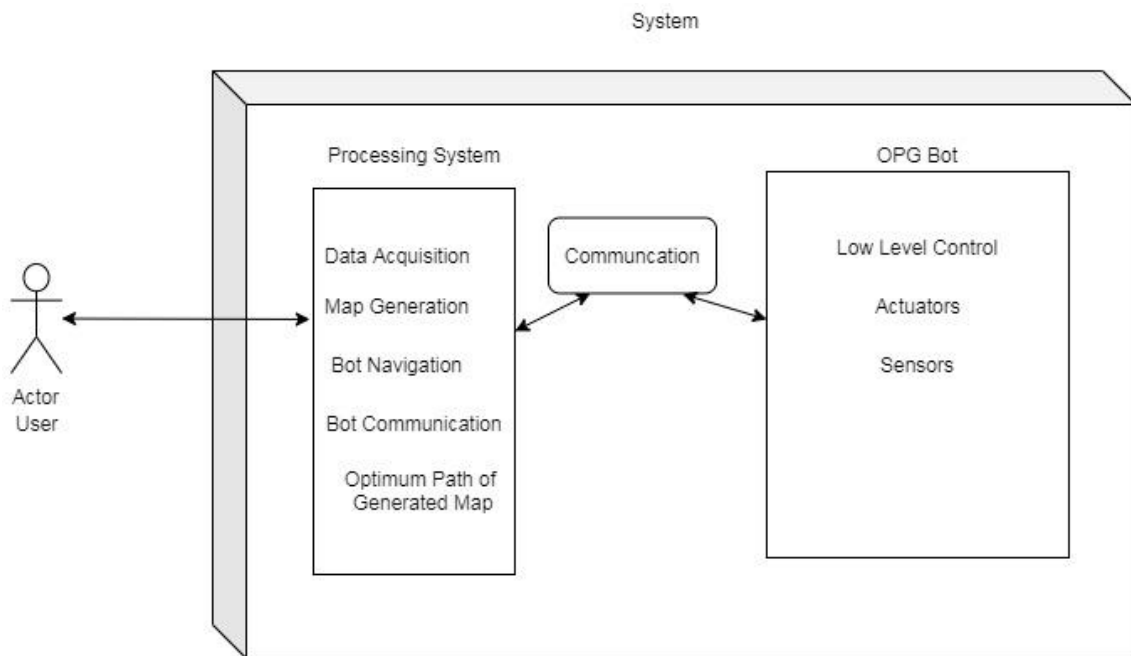 System
Processing System
OPG Bot
Data Acquisition
Map Generation
Bot Navigation
Bot Communication
Optimum Path of
Generated Map
Communcation
Low Level Control
Actuators
Sensors
Actor
User